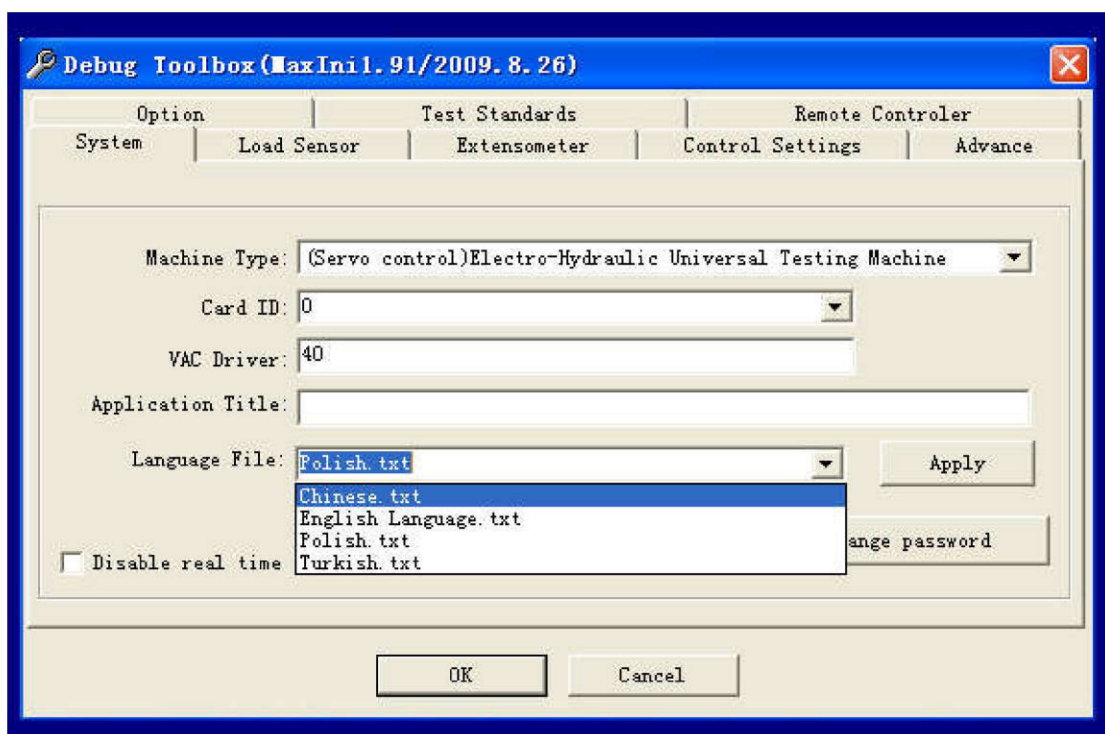 Debug Toolbox(MaxIni1.91/2009.8.26)
Option Test Standards Remote Controler
System Load Sensor Extensometer Control Settings Advance
Machine Type: (Servo control)Electro-Hydraulic Universal Testing Machine
Card ID: 0
VAC Driver: 40
Application Title:
Language File: Polish.txt Apply
Chinese.txt
English Language.txt
Polish.txt ange password
Disable real time Turkish.txt
OK Cancel